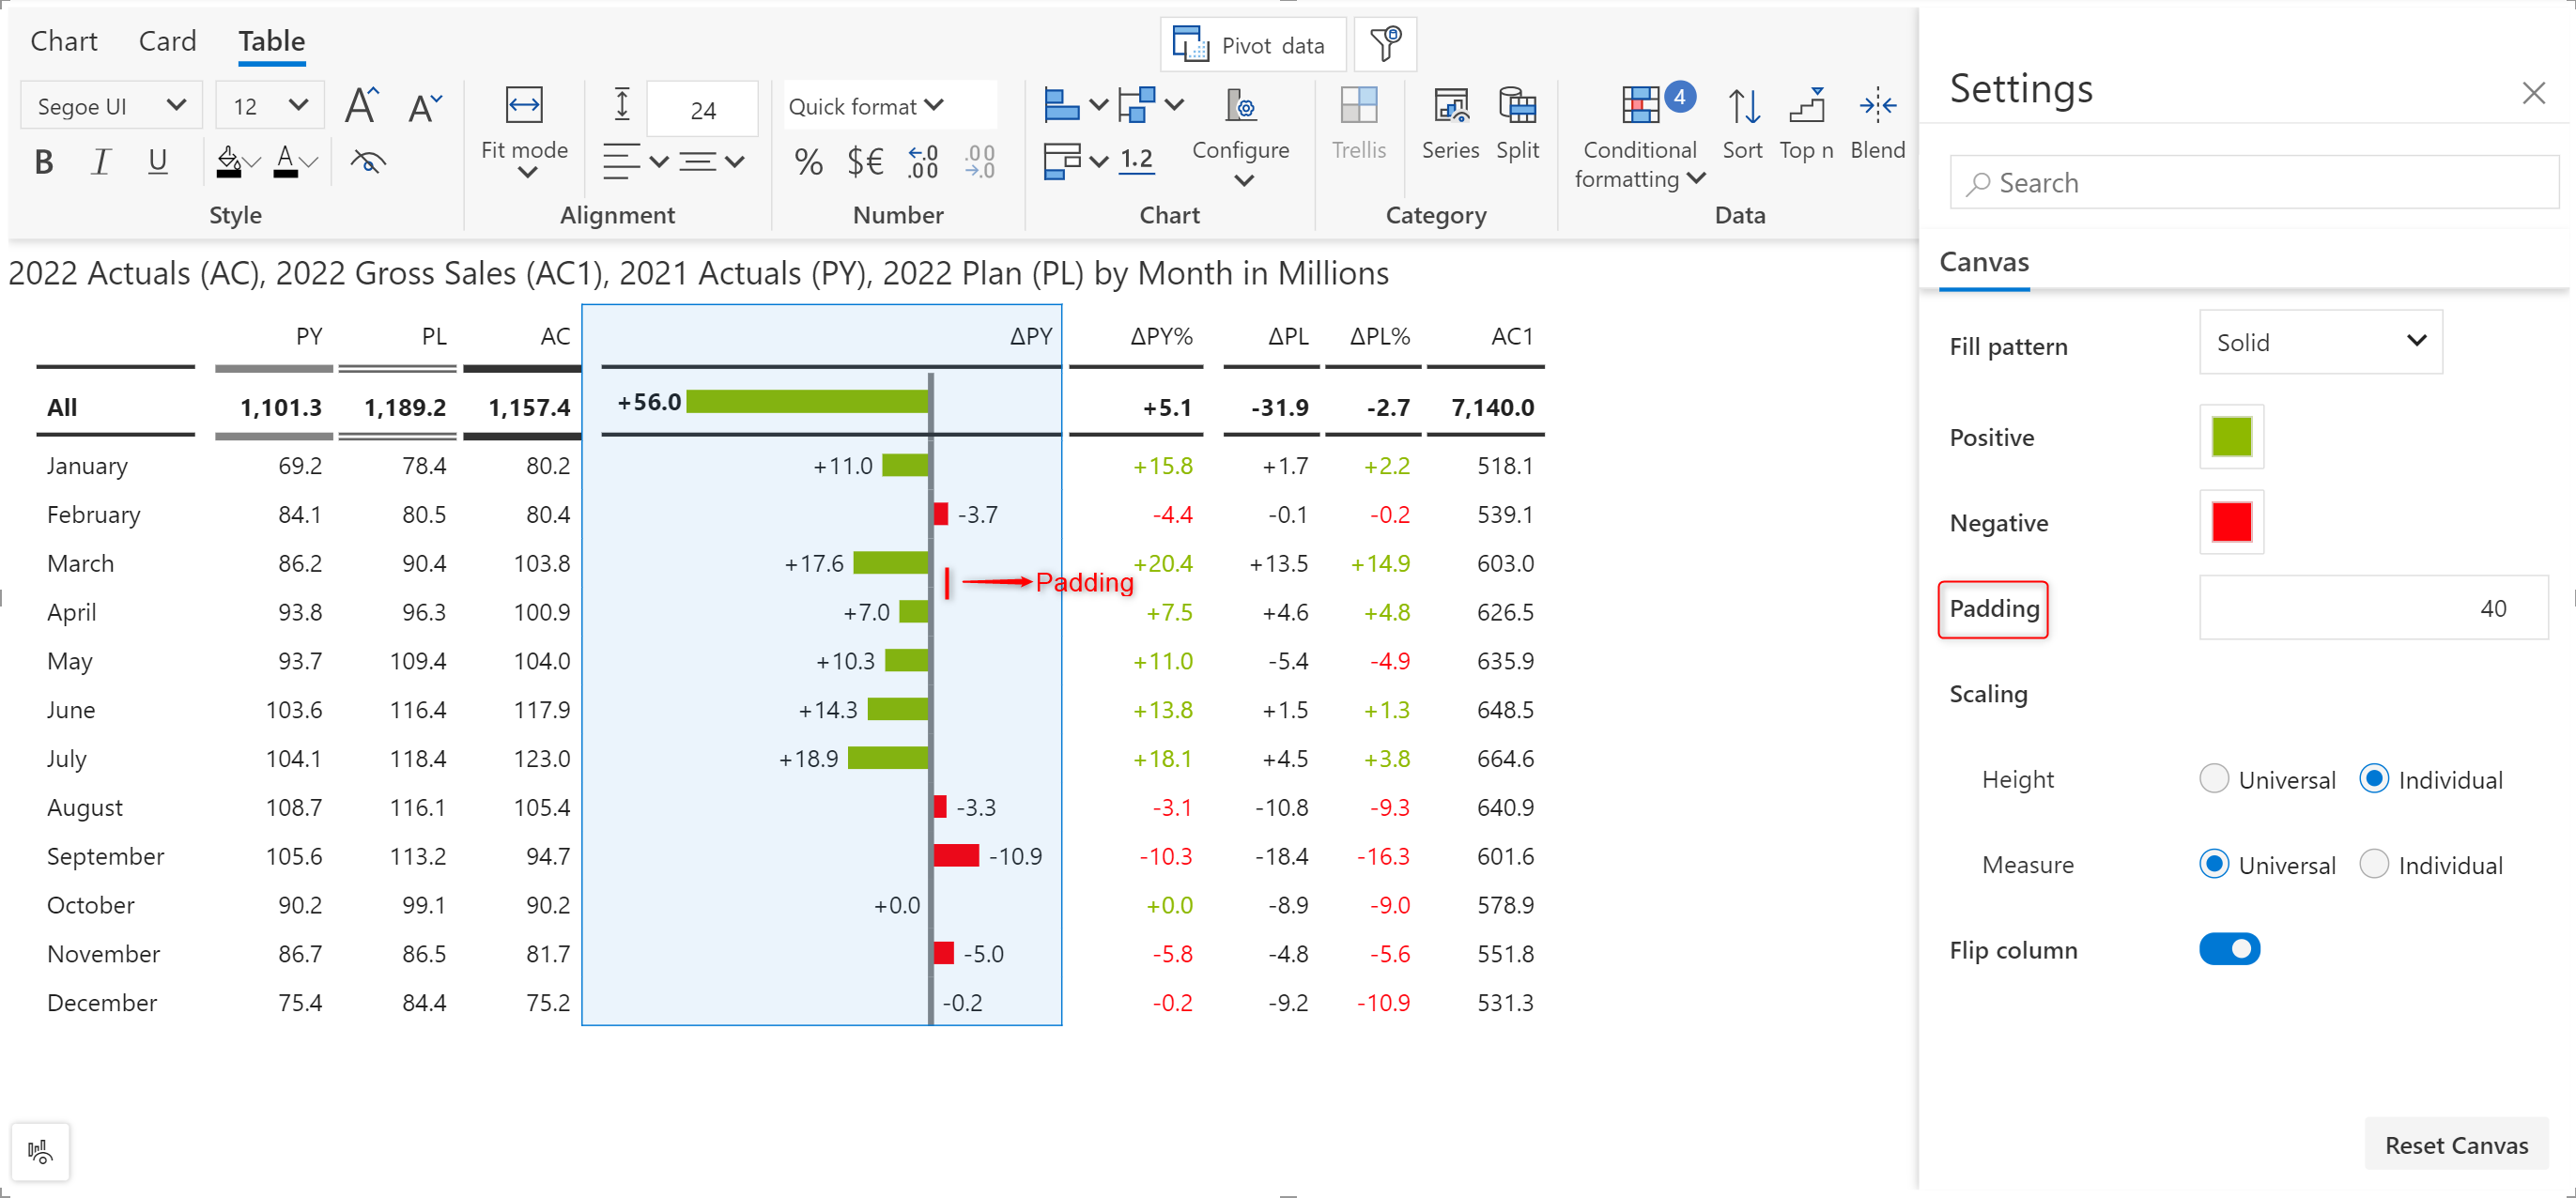 Chart Card Table
Pivot data
Settings
Segoe UI 12 A A
24
Quick format
4
B I U A
Fit mode
% $€ .0 .00 .00 .0
1.2
Configure
Trellis
Series Split
Conditional formatting
Sort Top n Blend
Style Alignment Number Chart Category Data
Search
Canvas
2022 Actuals (AC), 2022 Gross Sales (AC1), 2021 Actuals (PY), 2022 Plan (PL) by Month in Millions
PY PL AC ΔPY ΔPY% ΔPL ΔPL% AC1
All 1,101.3 1,189.2 1,157.4 +56.0 +5.1 -31.9 -2.7 7,140.0
January 69.2 78.4 80.2 +11.0 +15.8 +1.7 +2.2 518.1
February 84.1 80.5 80.4 -3.7 -4.4 -0.1 -0.2 539.1
March 86.2 90.4 103.8 +17.6 +20.4 +13.5 +14.9 603.0
Padding
April 93.8 96.3 100.9 +7.0 +7.5 +4.6 +4.8 626.5
May 93.7 109.4 104.0 +10.3 +11.0 -5.4 -4.9 635.9
June 103.6 116.4 117.9 +14.3 +13.8 +1.5 +1.3 648.5
July 104.1 118.4 123.0 +18.9 +18.1 +4.5 +3.8 664.6
August 108.7 116.1 105.4 -3.3 -3.1 -10.8 -9.3 640.9
September 105.6 113.2 94.7 -10.9 -10.3 -18.4 -16.3 601.6
October 90.2 99.1 90.2 +0.0 +0.0 -8.9 -9.0 578.9
November 86.7 86.5 81.7 -5.0 -5.8 -4.8 -5.6 551.8
December 75.4 84.4 75.2 -0.2 -0.2 -9.2 -10.9 531.3
Fill pattern Solid
Positive
Negative
Padding 40
Scaling
Height Universal Individual
Measure Universal Individual
Flip column
Reset Canvas